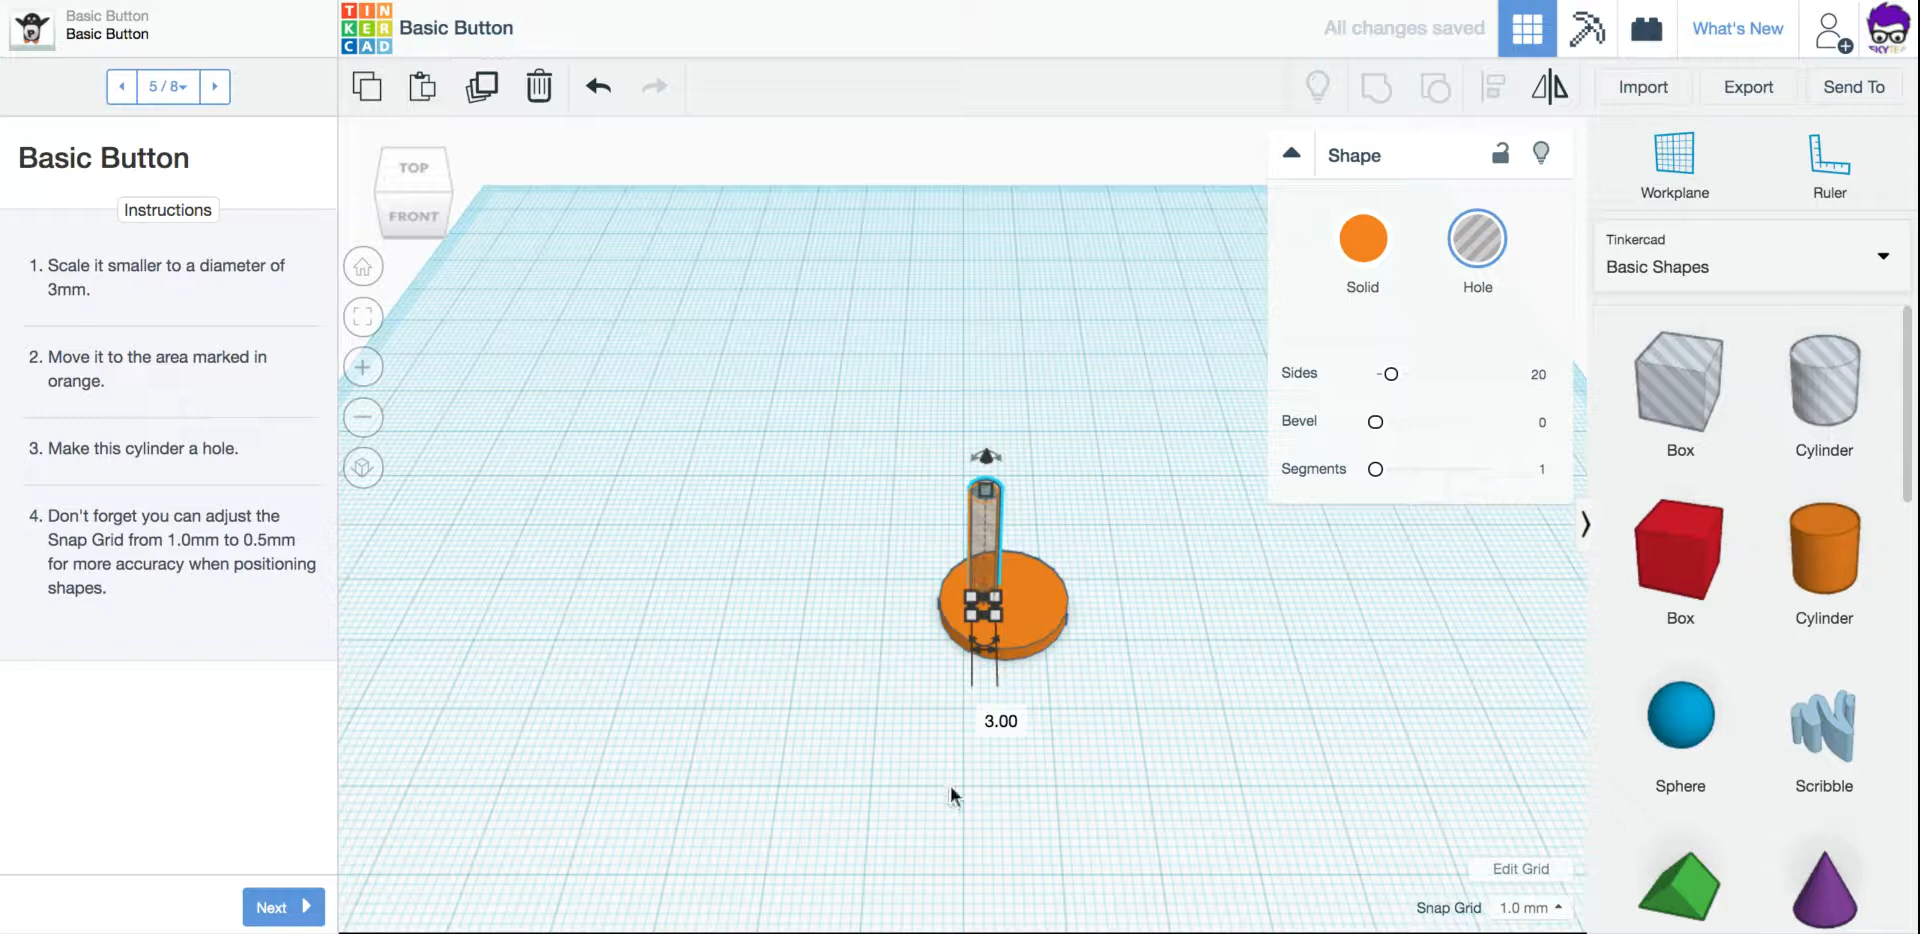 Basic Button
Basic Button
TIN
KER
CAD
Basic Button
All changes saved
What's New
5 / 8
Import
Export
Send To
Basic Button
Instructions
1. Scale it smaller to a diameter of
3mm.
2. Move it to the area marked in
orange.
3. Make this cylinder a hole.
4. Don't forget you can adjust the
Snap Grid from 1.0mm to 0.5mm
for more accuracy when positioning
shapes.
Next
TOP
FRONT
3.00
Shape
Solid
Hole
Sides
20
Bevel
0
Segments
1
Edit Grid
Snap Grid
1.0 mm
Workplane
Ruler
Tinkercad
Basic Shapes
Box
Cylinder
Box
Cylinder
Sphere
Scribble